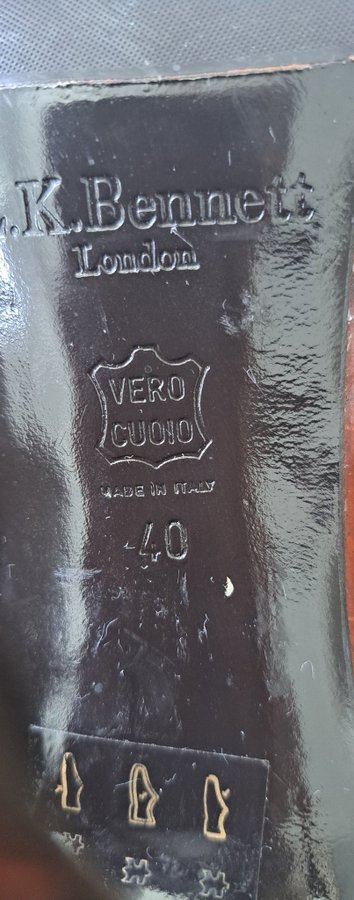 L.K.Bennett
London
VERO
CUOIO
MADE IN ITALY
40